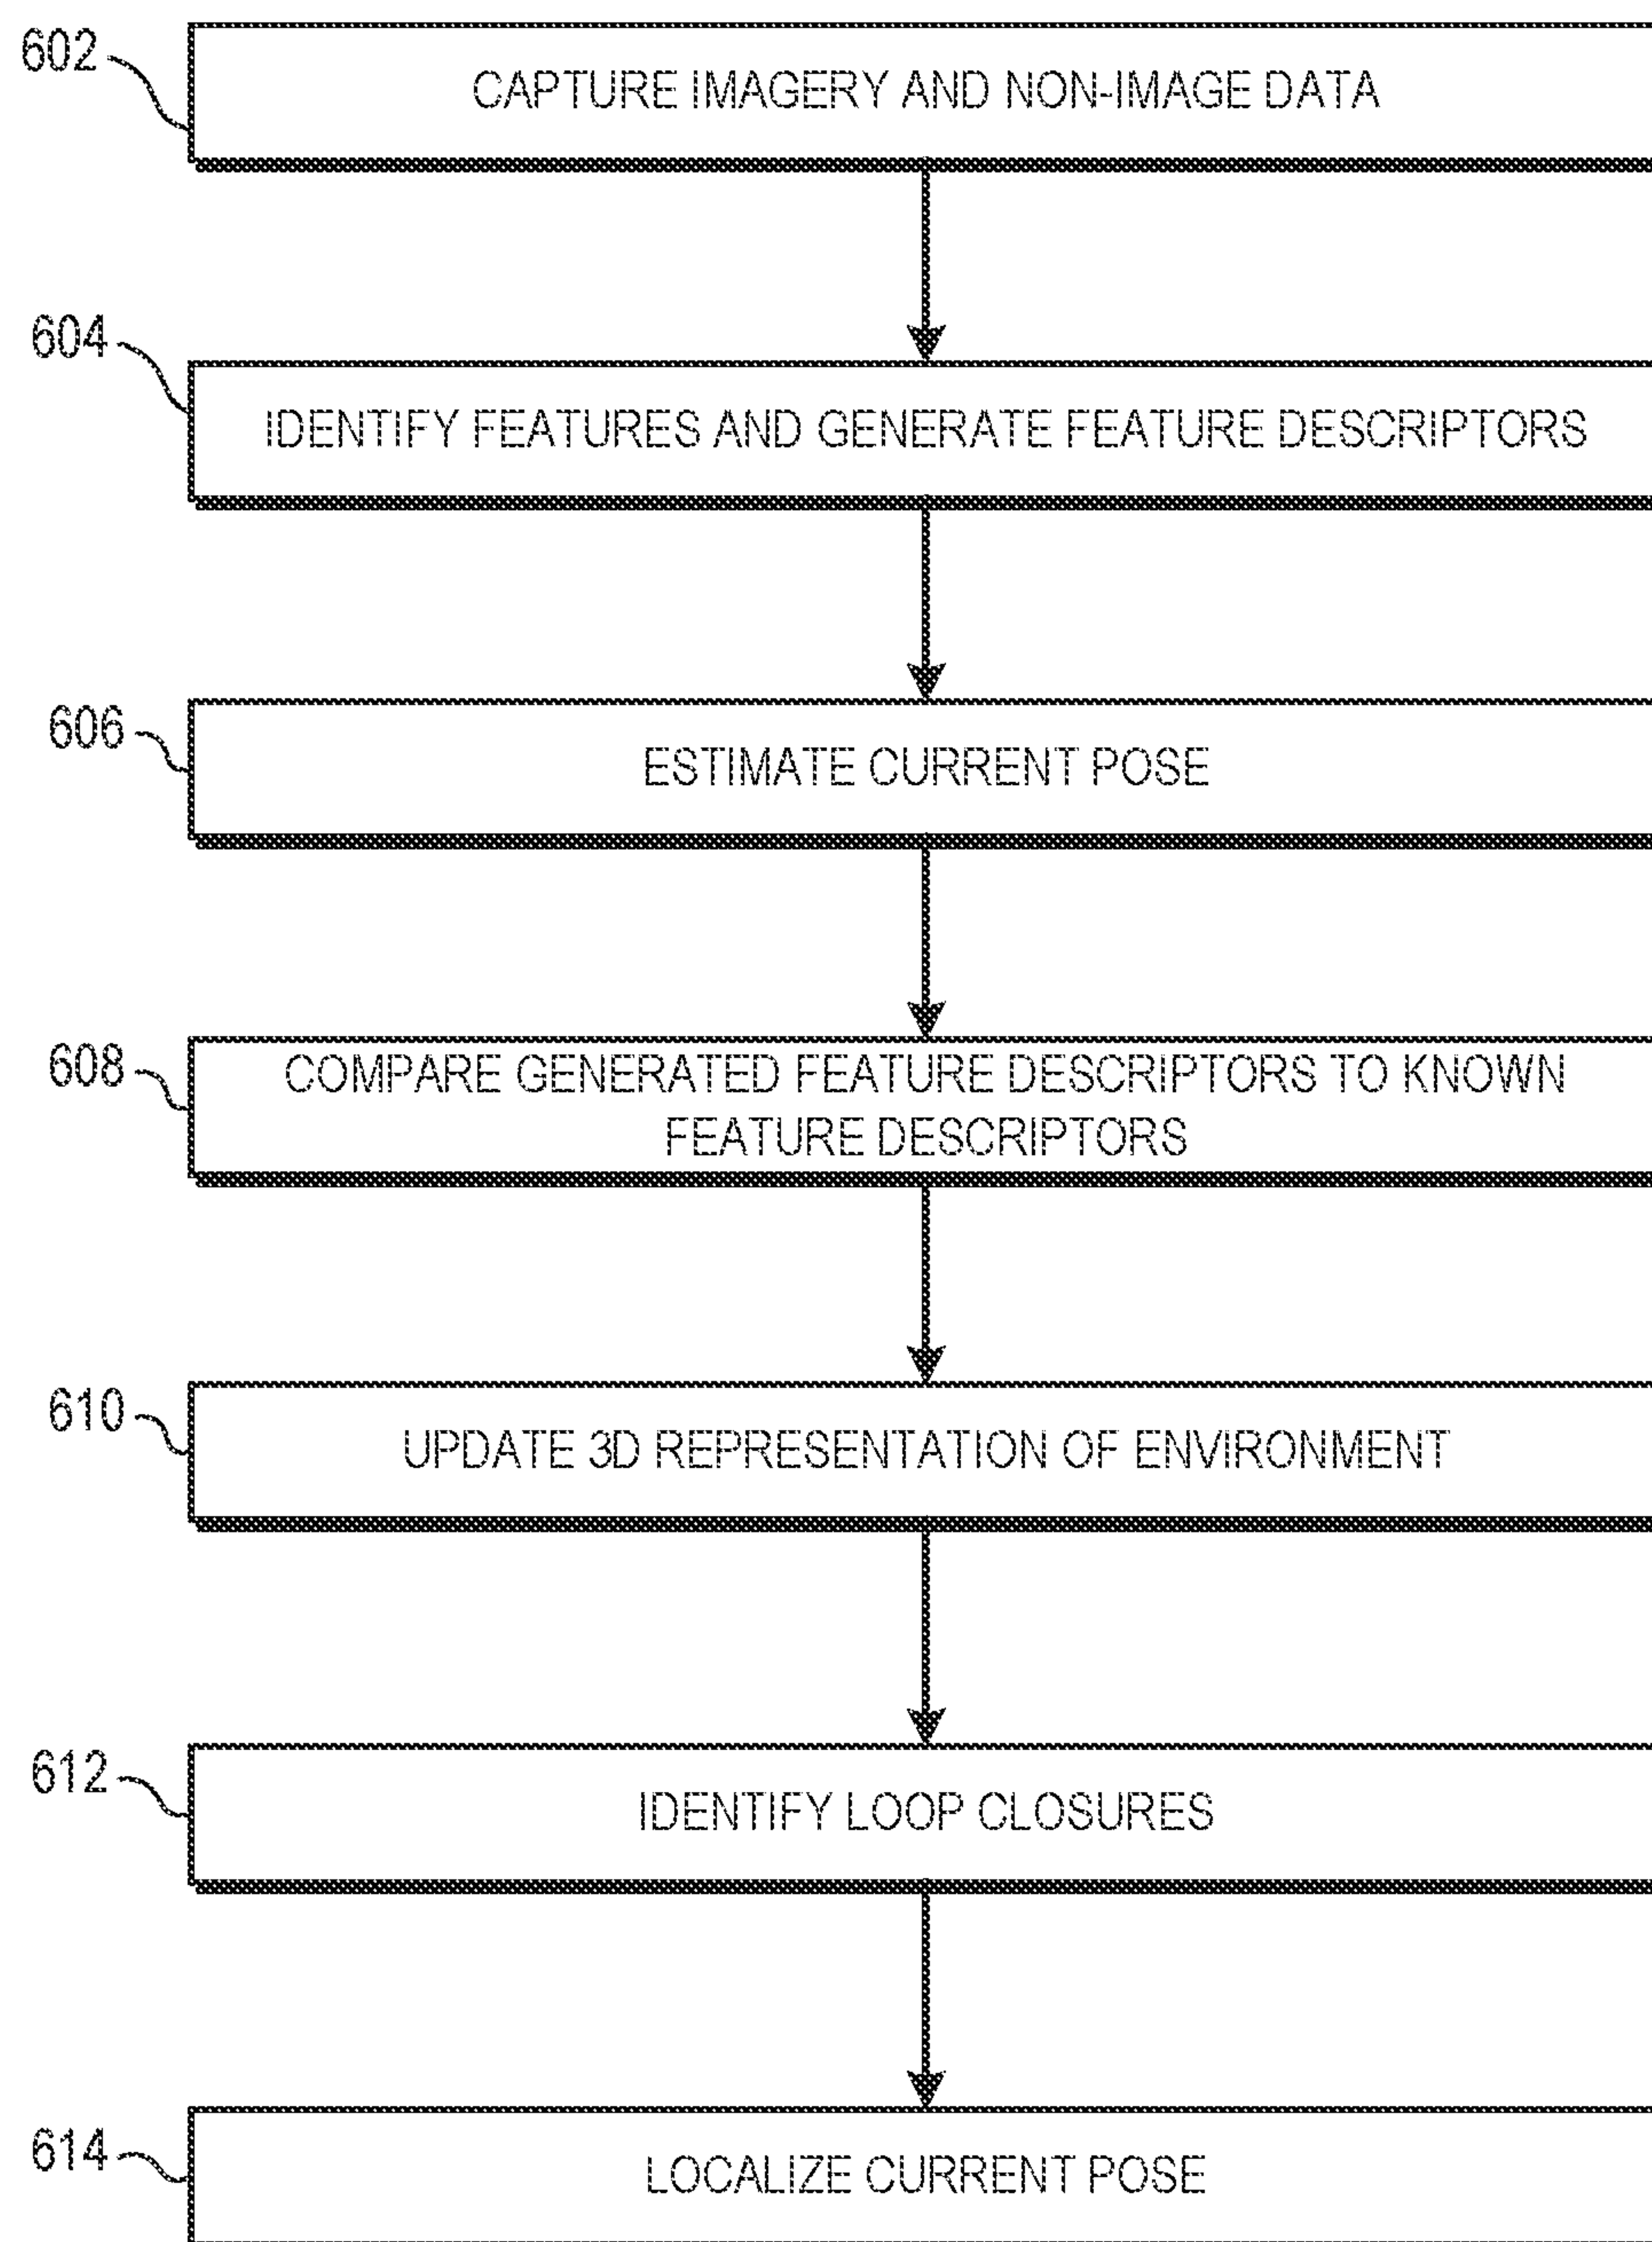 602
CAPTURE IMAGERY AND NON-IMAGE DATA
604
IDENTIFY FEATURES AND GENERATE FEATURE DESCRIPTORS
606
ESTIMATE CURRENT POSE
608
COMPARE GENERATED FEATURE DESCRIPTORS TO KNOWN
FEATURE DESCRIPTORS
610
UPDATE 3D REPRESENTATION OF ENVIRONMENT
612
IDENTIFY LOOP CLOSURES
614
LOCALIZE CURRENT POSE